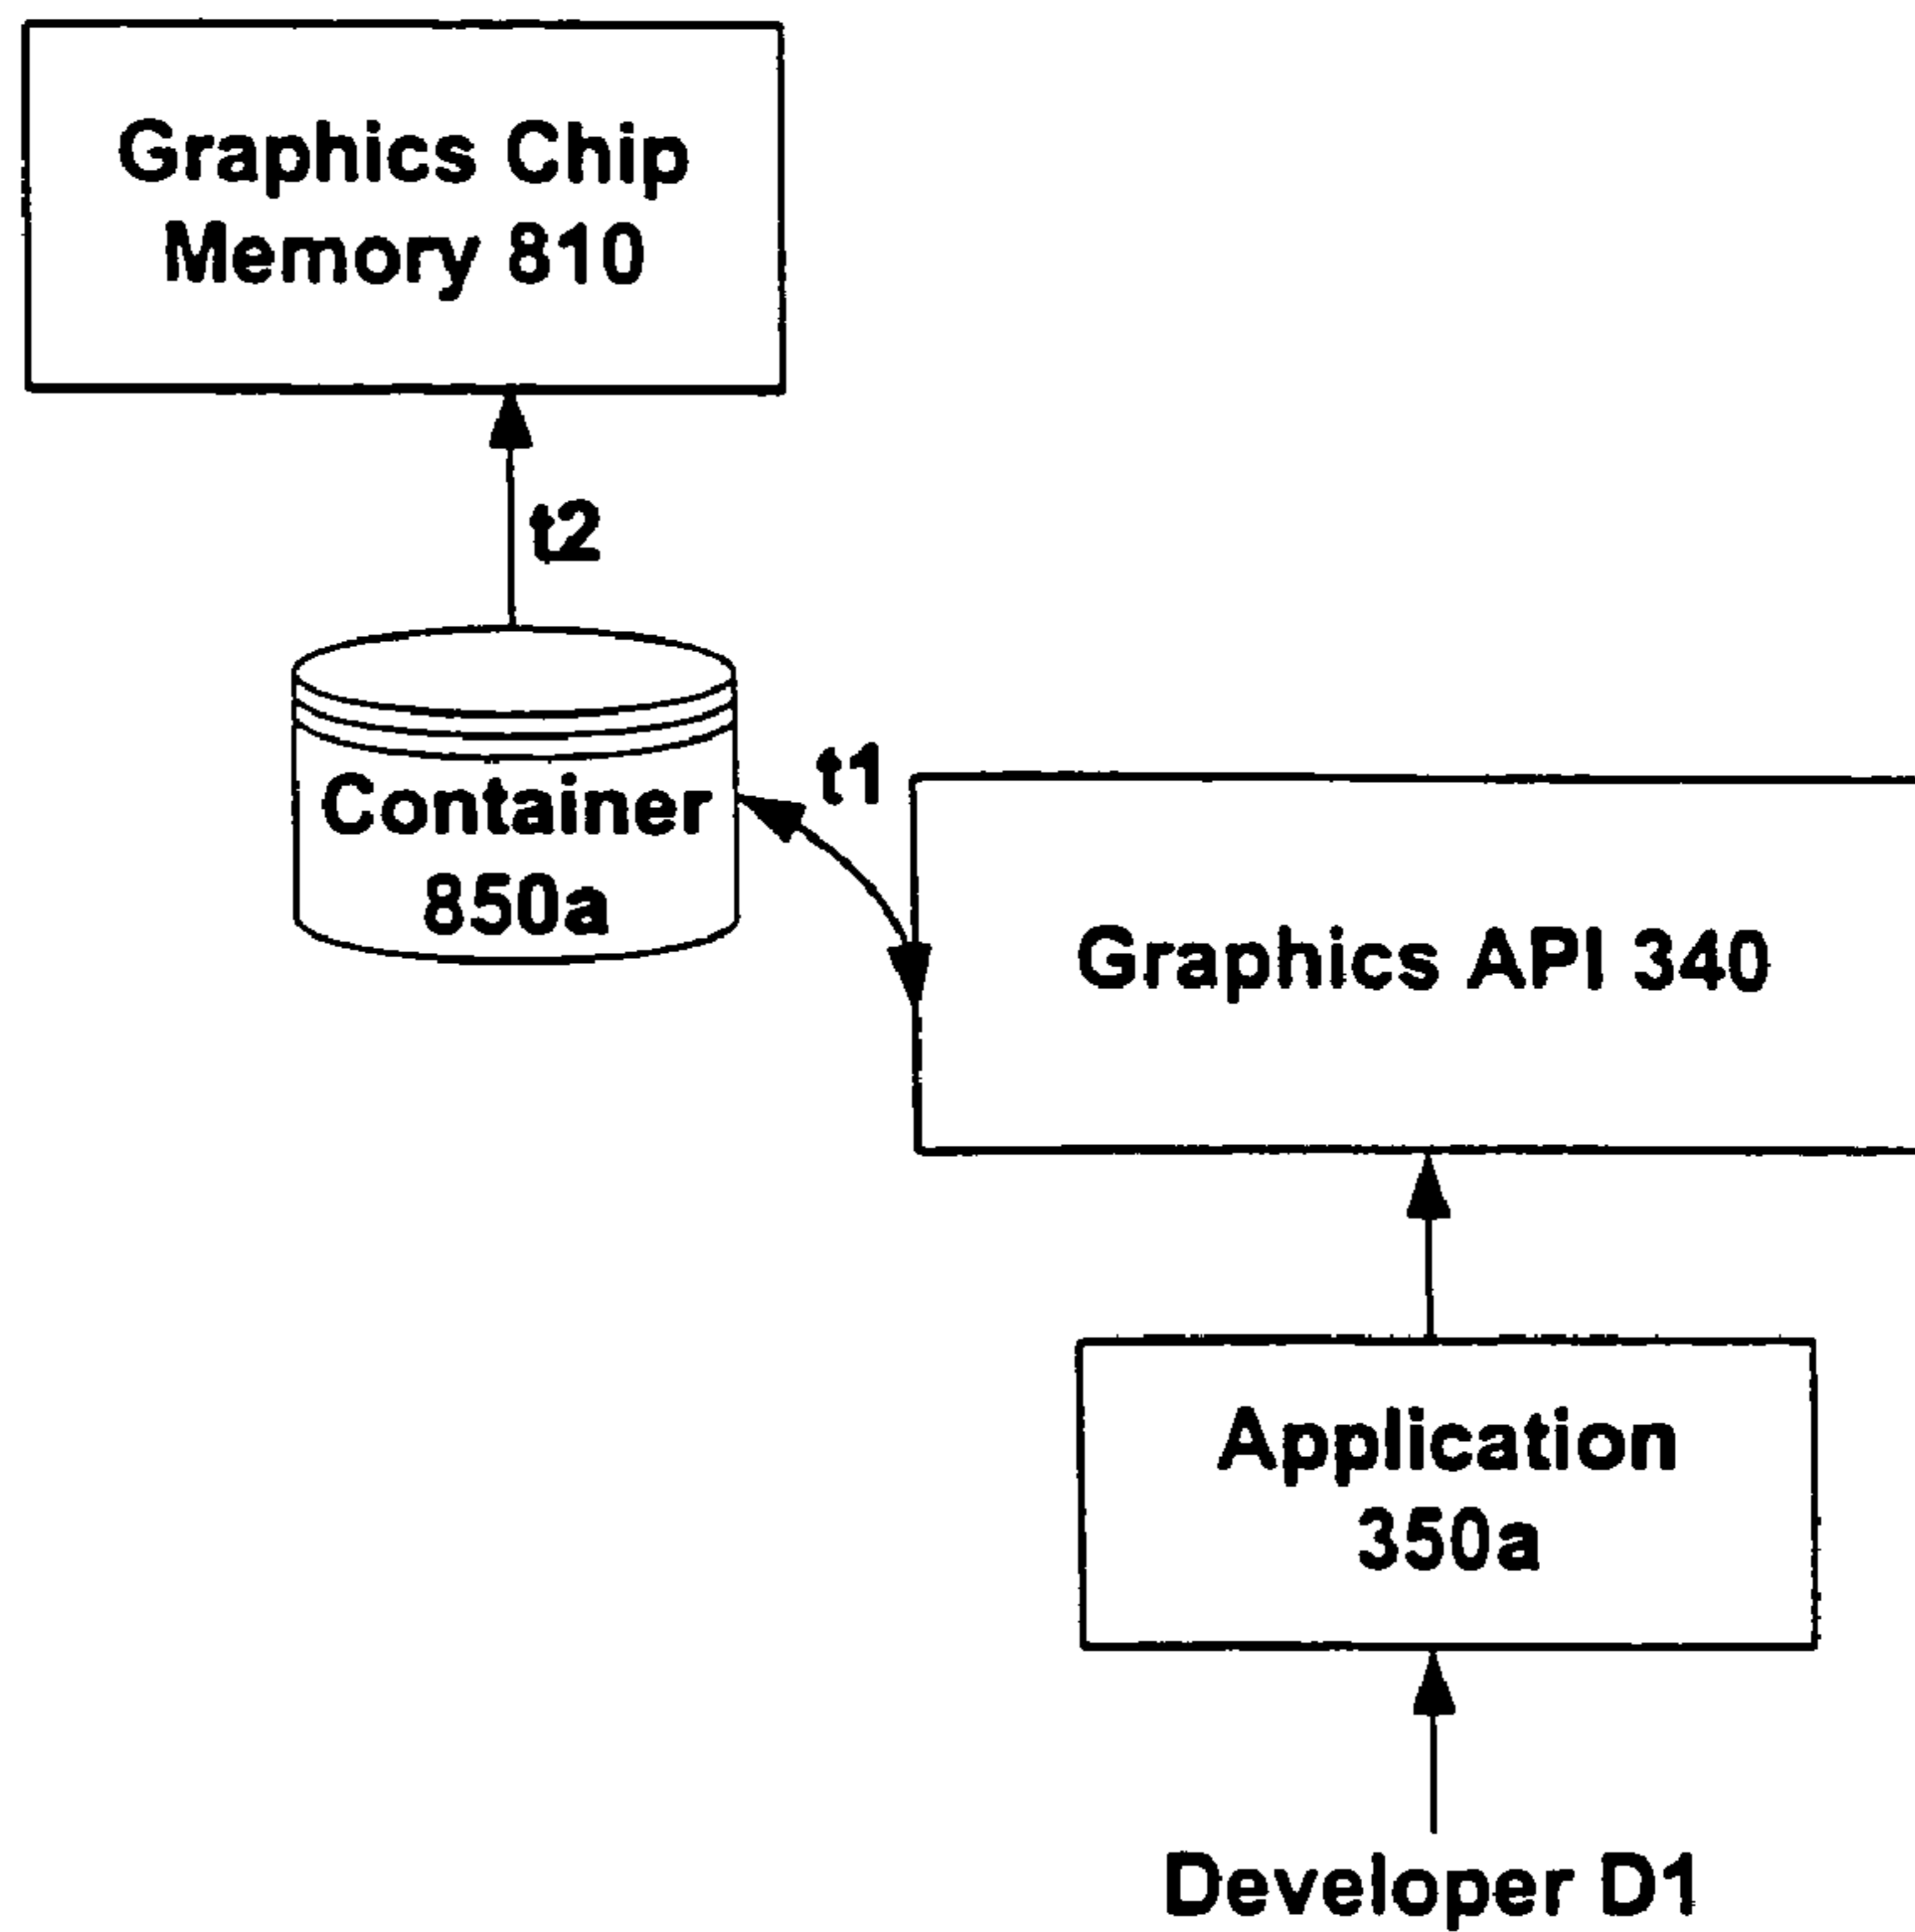 Graphics Chip
Memory 810
t2
Container
850a
t1
Graphics API 340
Application
350a
Developer D1